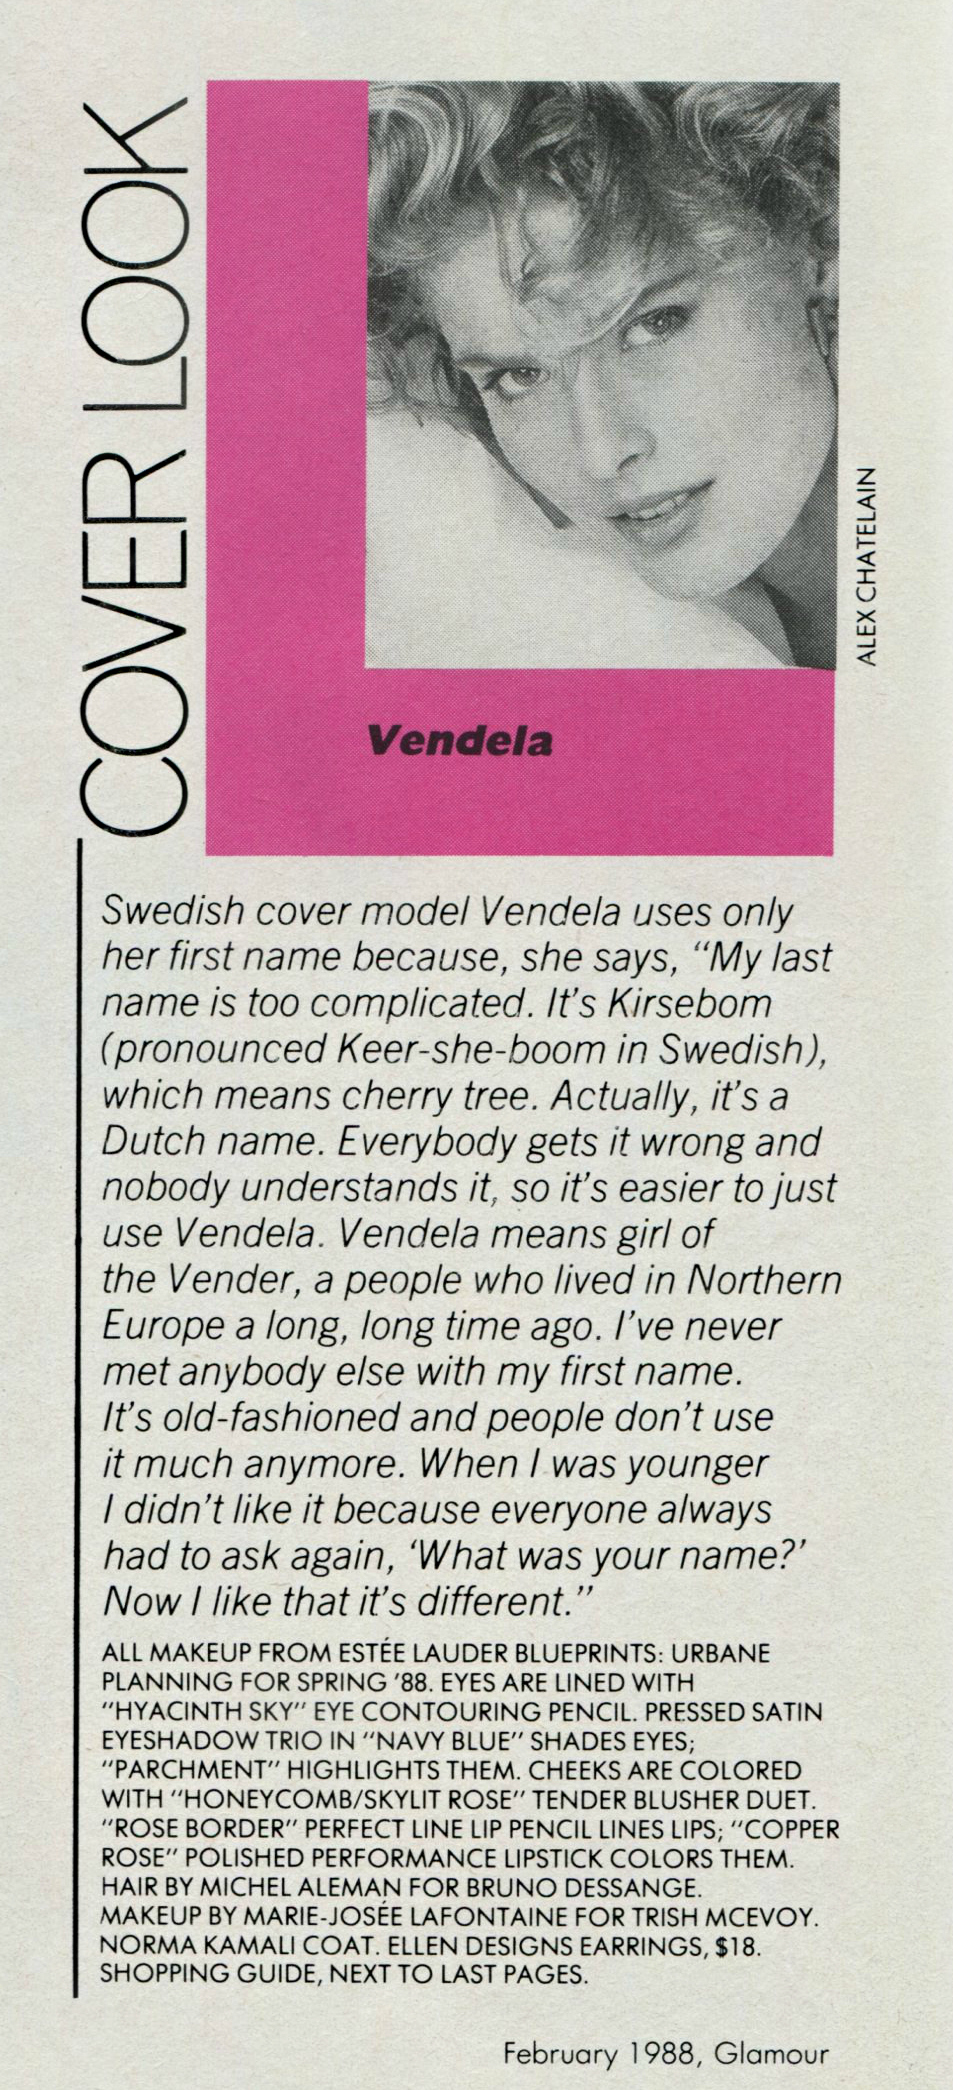 COVER LOOK
ALEX CHATELAIN
Vendela
Swedish cover model Vendela uses only
her first name because, she says, “My last
name is too complicated. It’s Kirsebom
(pronounced Keer-she-boom in Swedish),
which means cherry tree. Actually, it’s a
Dutch name. Everybody gets it wrong and
nobody understands it, so it’s easier to just
use Vendela. Vendela means girl of
the Vender, a people who lived in Northern
Europe a long, long time ago. I’ve never
met anybody else with my first name.
It’s old-fashioned and people don’t use
it much anymore. When I was younger
I didn’t like it because everyone always
had to ask again, ‘What was your name?’
Now I like that it’s different.”
ALL MAKEUP FROM ESTÉE LAUDER BLUEPRINTS: URBANE
PLANNING FOR SPRING ’88. EYES ARE LINED WITH
“HYACINTH SKY” EYE CONTOURING PENCIL. PRESSED SATIN
EYESHADOW TRIO IN “NAVY BLUE” SHADES EYES;
“PARCHMENT” HIGHLIGHTS THEM. CHEEKS ARE COLORED
WITH “HONEYCOMB/SKYLIT ROSE” TENDER BLUSHER DUET.
“ROSE BORDER” PERFECT LINE LIP PENCIL LINES LIPS; “COPPER
ROSE” POLISHED PERFORMANCE LIPSTICK COLORS THEM.
HAIR BY MICHEL ALEMAN FOR BRUNO DESSANGE.
MAKEUP BY MARIE-JOSÉE LAFONTAINE FOR TRISH MCEVOY.
NORMA KAMALI COAT. ELLEN DESIGNS EARRINGS, $18.
SHOPPING GUIDE, NEXT TO LAST PAGES.
February 1988, Glamour